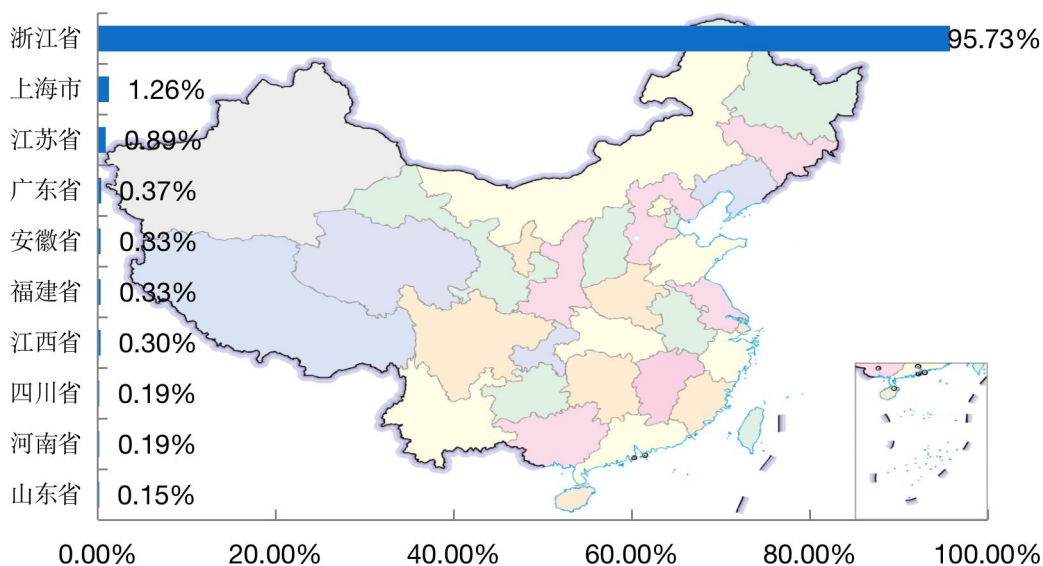 浙江省 95.73%
上海市 1.26%
江苏省 0.89%
广东省 0.37%
安徽省 0.33%
福建省 0.33%
江西省 0.30%
四川省 0.19%
河南省 0.19%
山东省 0.15%
0.00% 20.00% 40.00% 60.00% 80.00% 100.00%